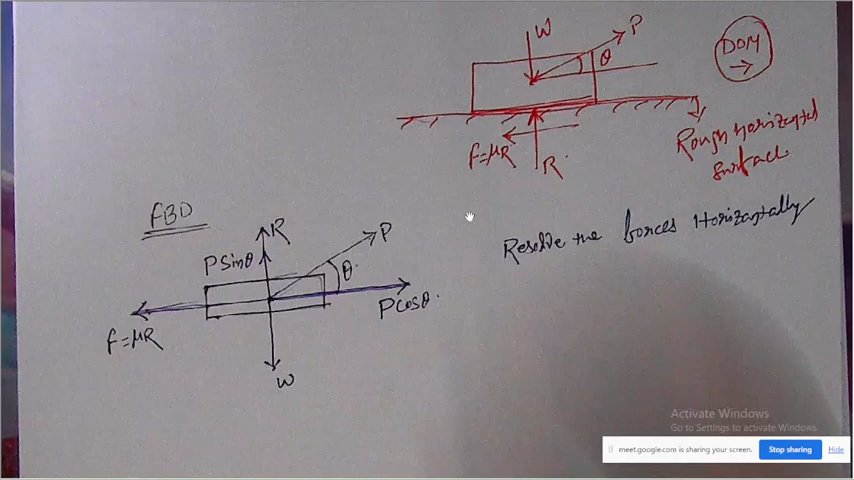 W
P
θ
DOM
F=μR
R
Rough Horizontal
surface
FBD
R
P
PSinθ
θ
PCosθ
F=μR
W
Resolve the forces Horizontally
Activate Windows
Go to Settings to activate Windows.
meet.google.com is sharing your screen.
Stop sharing
Hide